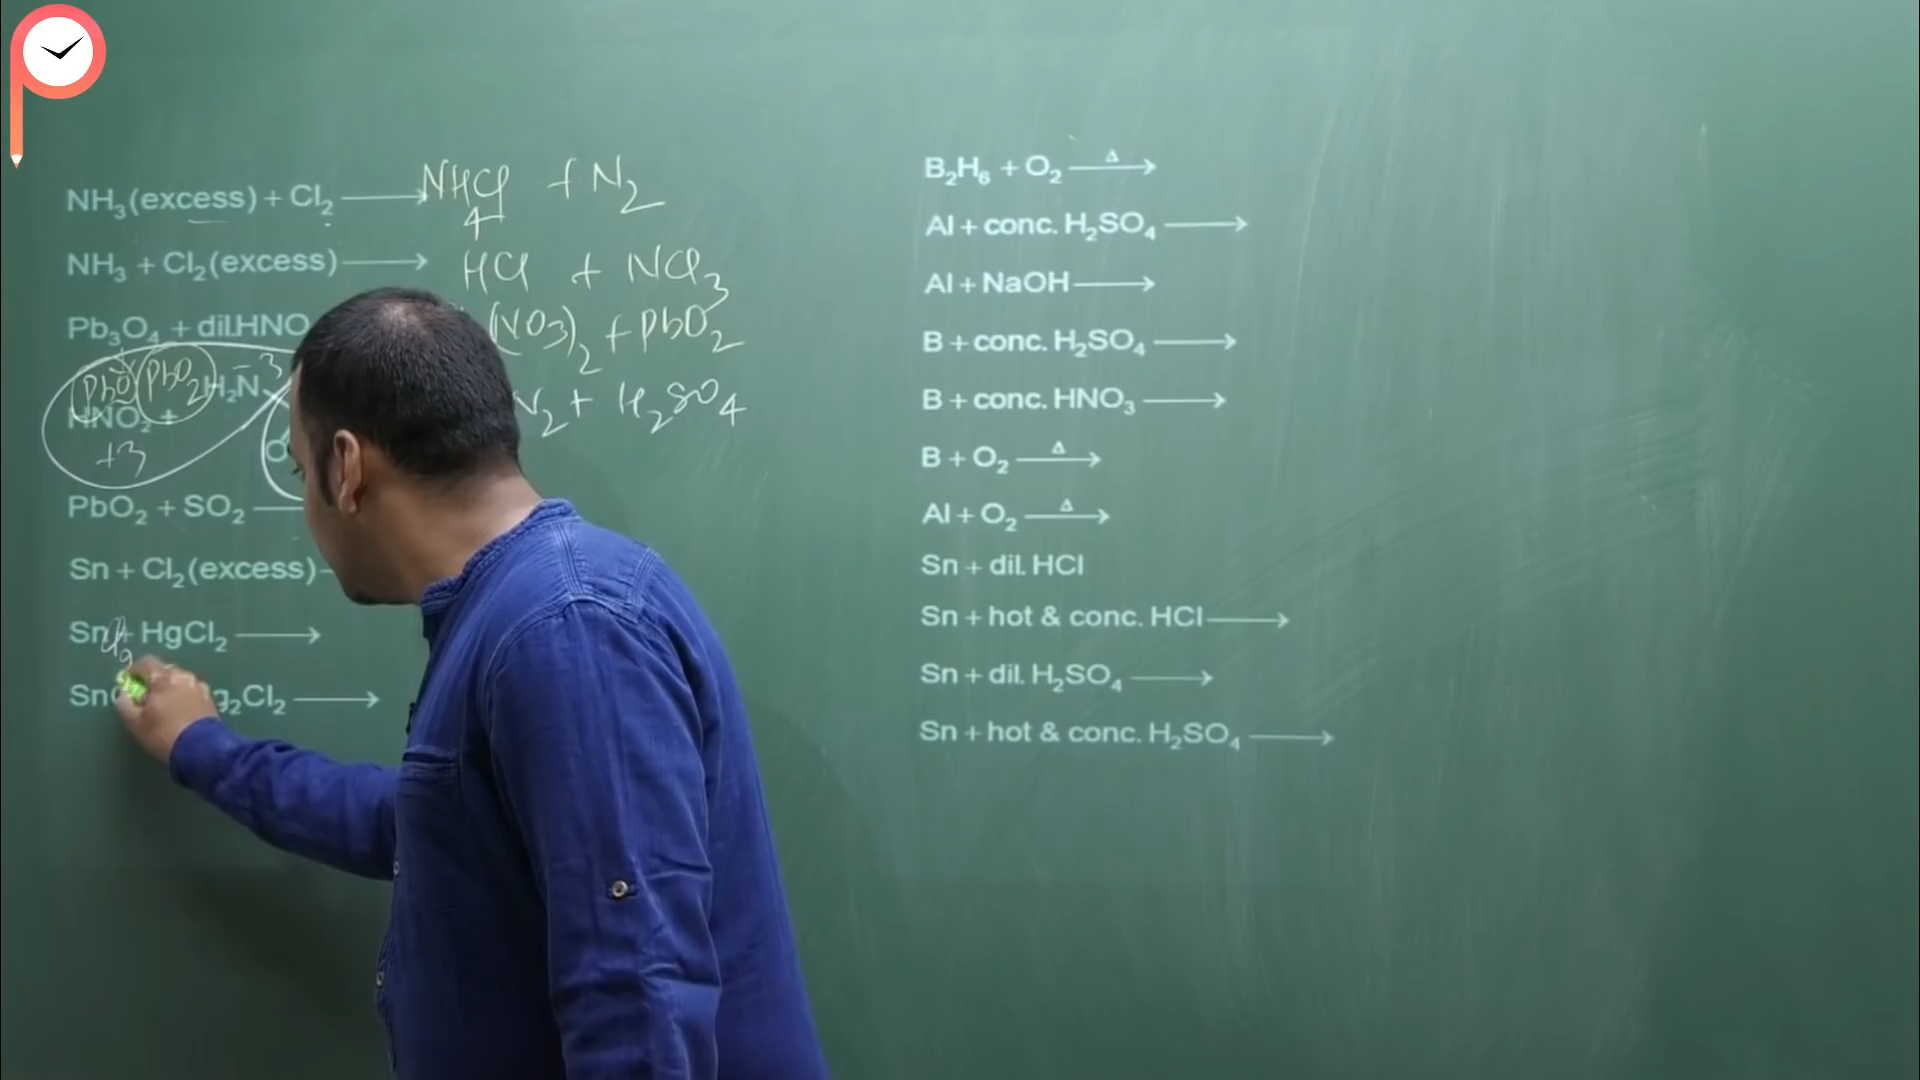 NH₃(excess) + Cl₂ ⟶ NH₄Cl + N₂
NH₃ + Cl₂(excess) ⟶ HCl + NCl₃
Pb₃O₄ + dil.HNO (NO3)₂ + PbO₂
PbO PbO₂ H₂N -3
HNO₂ + N₂ + H₂SO₄
+3
PbO₂ + SO₂
Sn + Cl₂(excess)
Sn + HgCl₂ ⟶
g₂Cl₂ ⟶
B₂H₆ + O₂ Δ⟶
Al + conc. H₂SO₄ ⟶
Al + NaOH ⟶
B + conc. H₂SO₄ ⟶
B + conc. HNO₃ ⟶
B + O₂ Δ⟶
Al + O₂ Δ⟶
Sn + dil. HCl
Sn + hot & conc. HCl ⟶
Sn + dil. H₂SO₄ ⟶
Sn + hot & conc. H₂SO₄ ⟶